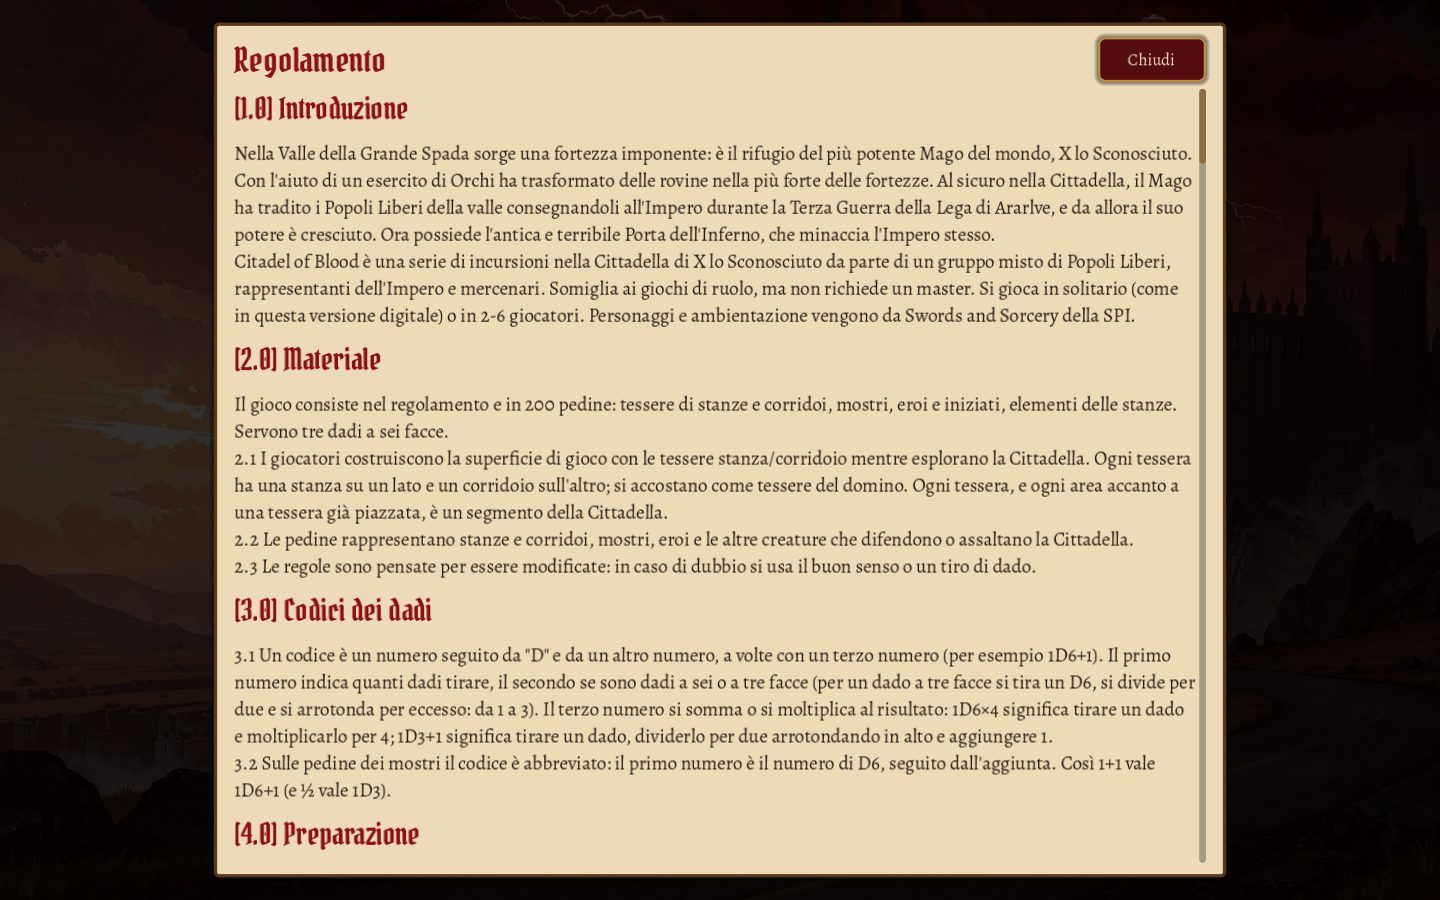 Regolamento
Chiudi
[1.0] Introduzione
Nella Valle della Grande Spada sorge una fortezza imponente: è il rifugio del più potente Mago del mondo, X lo Sconosciuto.
Con l'aiuto di un esercito di Orchi ha trasformato delle rovine nella più forte delle fortezze. Al sicuro nella Cittadella, il Mago
ha tradito i Popoli Liberi della valle consegnandoli all'Impero durante la Terza Guerra della Lega di Ararlve, e da allora il suo
potere è cresciuto. Ora possiede l'antica e terribile Porta dell'Inferno, che minaccia l'Impero stesso.
Citadel of Blood è una serie di incursioni nella Cittadella di X lo Sconosciuto da parte di un gruppo misto di Popoli Liberi,
rappresentanti dell'Impero e mercenari. Somiglia ai giochi di ruolo, ma non richiede un master. Si gioca in solitario (come
in questa versione digitale) o in 2-6 giocatori. Personaggi e ambientazione vengono da Swords and Sorcery della SPI.
[2.0] Materiale
Il gioco consiste nel regolamento e in 200 pedine: tessere di stanze e corridoi, mostri, eroi e iniziati, elementi delle stanze.
Servono tre dadi a sei facce.
2.1 I giocatori costruiscono la superficie di gioco con le tessere stanza/corridoio mentre esplorano la Cittadella. Ogni tessera
ha una stanza su un lato e un corridoio sull'altro; si accostano come tessere del domino. Ogni tessera, e ogni area accanto a
una tessera già piazzata, è un segmento della Cittadella.
2.2 Le pedine rappresentano stanze e corridoi, mostri, eroi e le altre creature che difendono o assaltano la Cittadella.
2.3 Le regole sono pensate per essere modificate: in caso di dubbio si usa il buon senso o un tiro di dado.
[3.0] Codici dei dadi
3.1 Un codice è un numero seguito da "D" e da un altro numero, a volte con un terzo numero (per esempio 1D6+1). Il primo
numero indica quanti dadi tirare, il secondo se sono dadi a sei o a tre facce (per un dado a tre facce si tira un D6, si divide per
due e si arrotonda per eccesso: da 1 a 3). Il terzo numero si somma o si moltiplica al risultato: 1D6×4 significa tirare un dado
e moltiplicarlo per 4; 1D3+1 significa tirare un dado, dividerlo per due arrotondando in alto e aggiungere 1.
3.2 Sulle pedine dei mostri il codice è abbreviato: il primo numero è il numero di D6, seguito dall'aggiunta. Così 1+1 vale
1D6+1 (e ½ vale 1D3).
[4.0] Preparazione